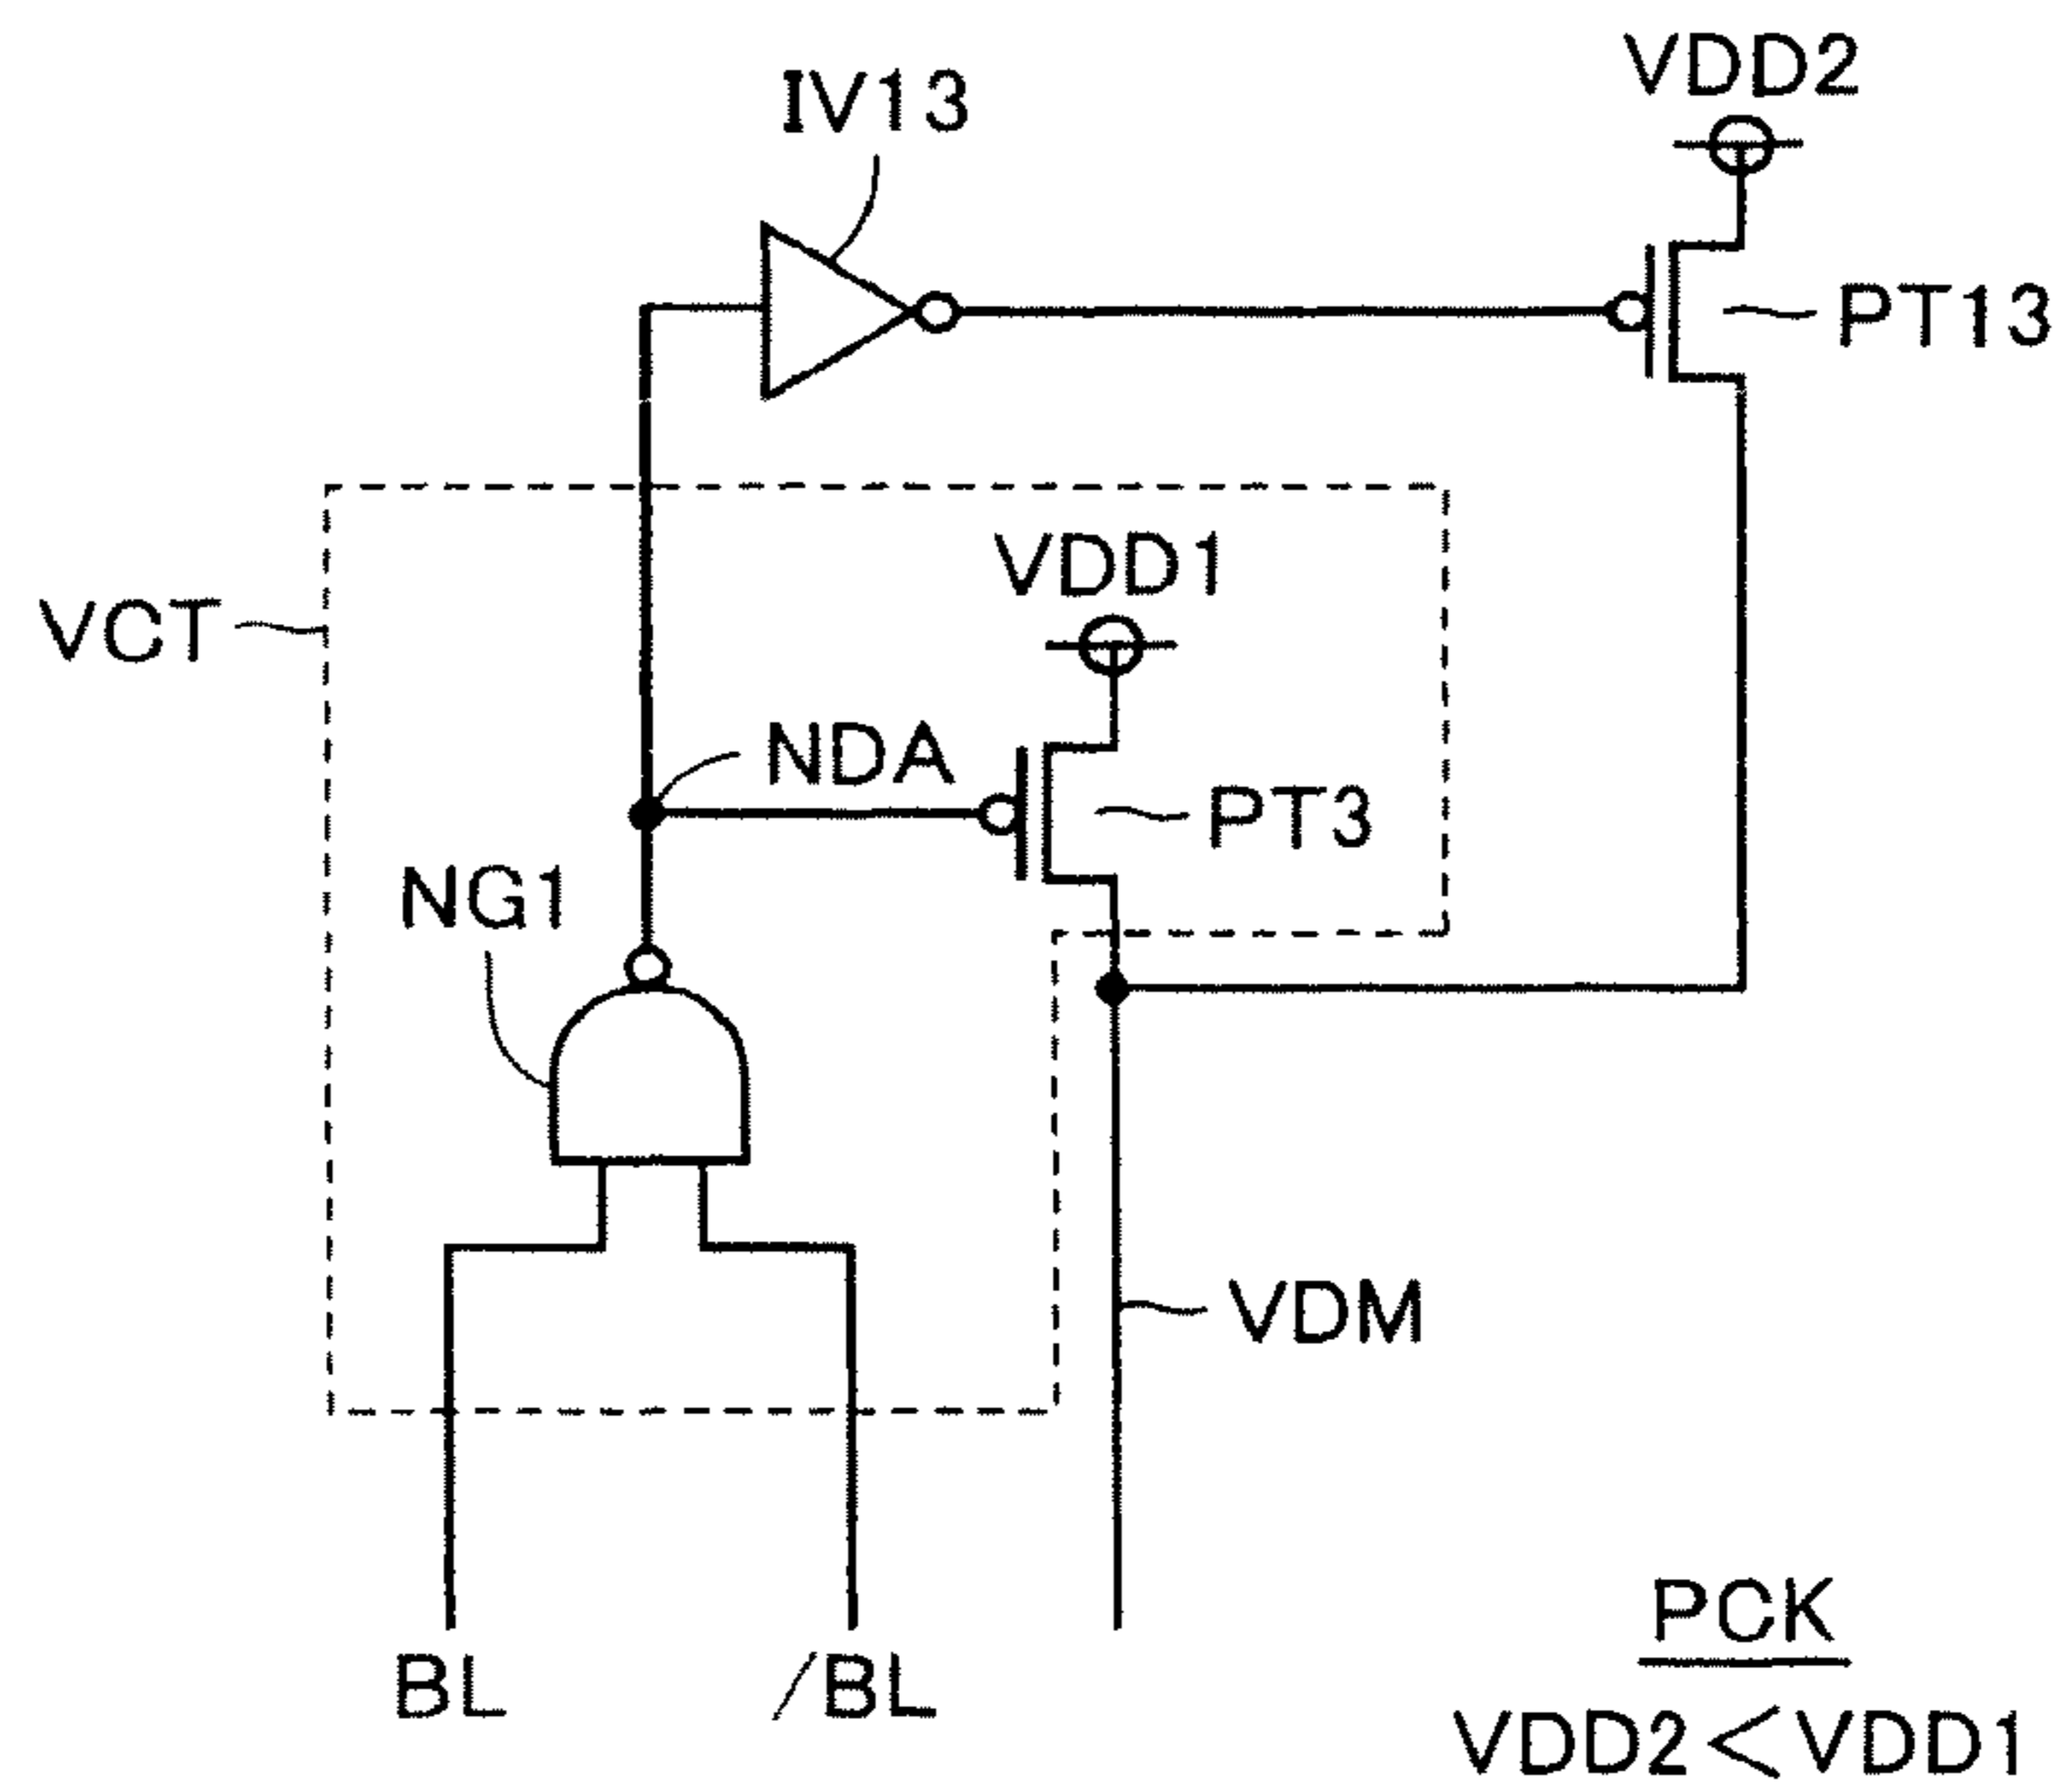 IV13
VDD2
PT13
VDD1
VCT
NDA
PT3
NG1
VDM
BL
/BL
PCK
VDD2<VDD1